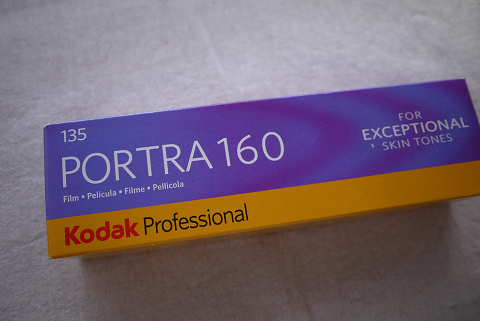 135
PORTRA 160
Film • Película • Filme • Pellicola
FOR
EXCEPTIONAL
SKIN TONES
Kodak Professional